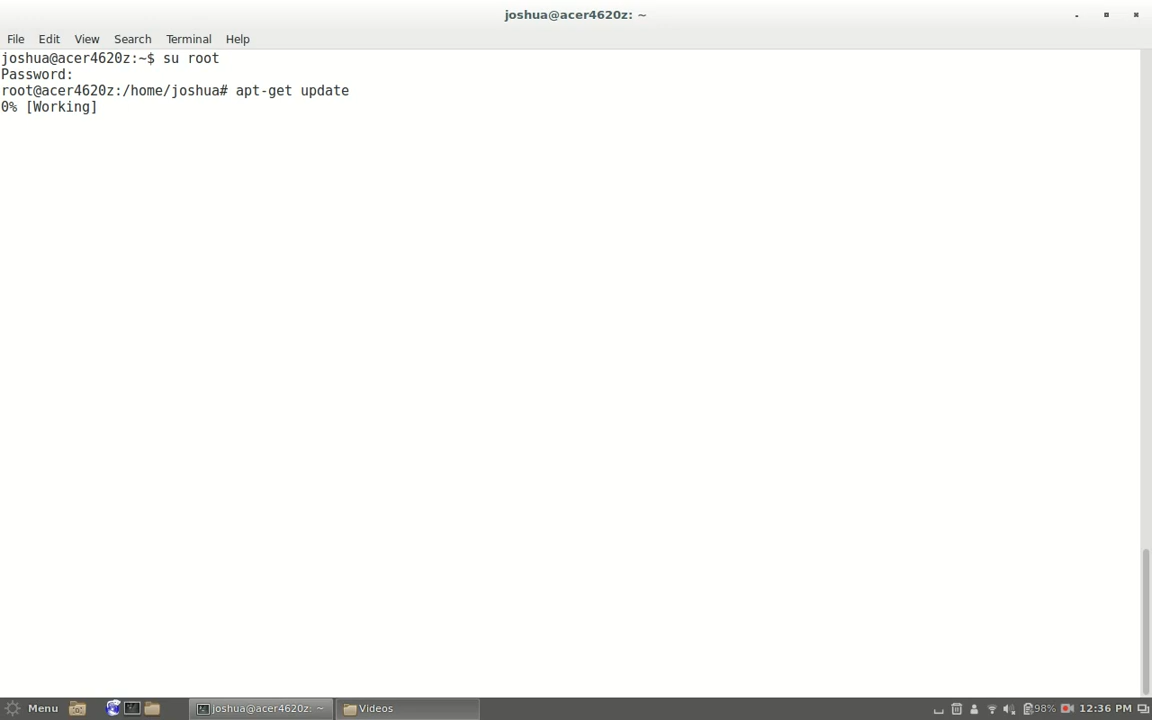 joshua@acer4620z: ~
File Edit View Search Terminal Help
joshua@acer4620z:~$ su root
Password:
root@acer4620z:/home/joshua# apt-get update
0% [Working]
Menu joshua@acer4620z: ~ Videos 98% 12:36 PM